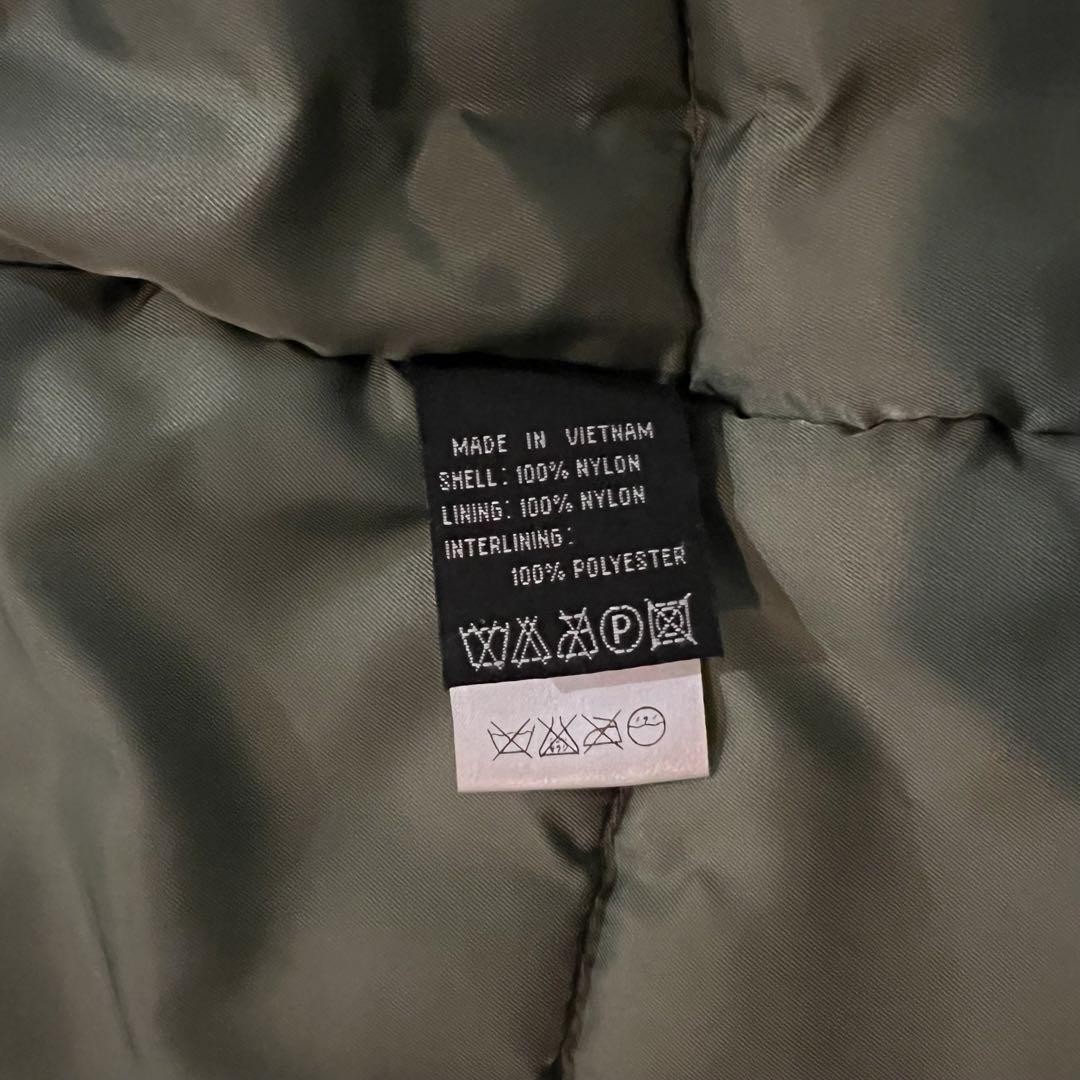 MADE IN VIETNAM
SHELL: 100% NYLON
LINING: 100% NYLON
INTERLINING:
100% POLYESTER
P